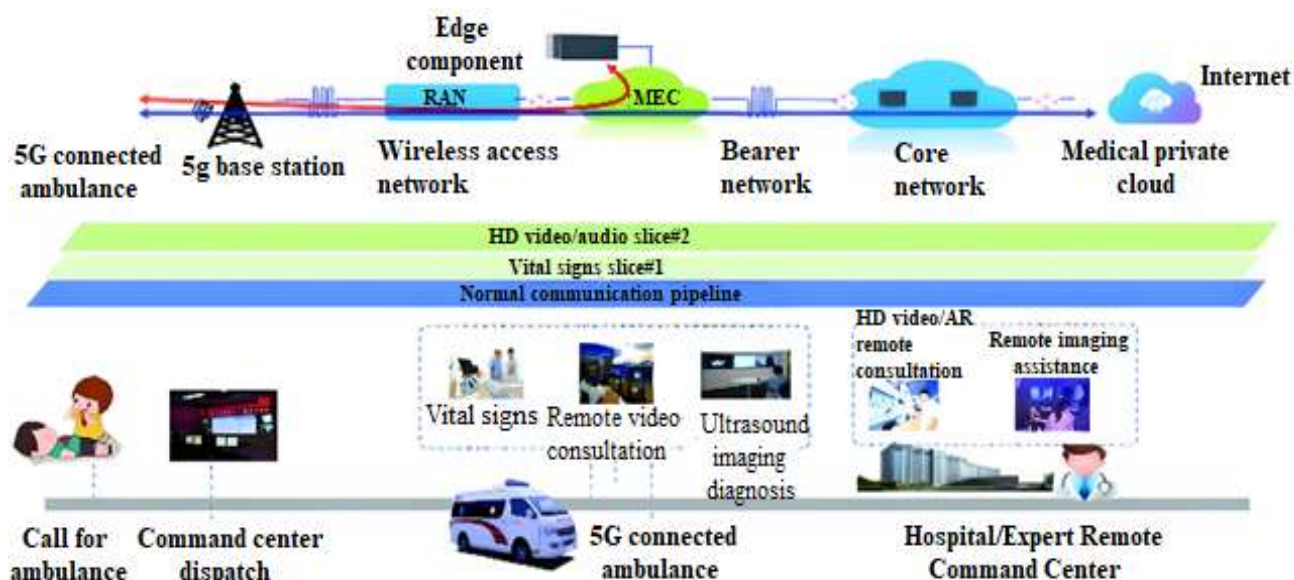 Edge
component
RAN
MEC
Internet
5G connected
ambulance
5g base station
Wireless access
network
Bearer
network
Core
network
Medical private
cloud
HD video/audio slice#2
Vital signs slice#1
Normal communication pipeline
HD video/AR
remote
consultation
Remote imaging
assistance
Vital signs
Remote video
consultation
Ultrasound
imaging
diagnosis
Call for
ambulance
Command center
dispatch
5G connected
ambulance
Hospital/Expert Remote
Command Center